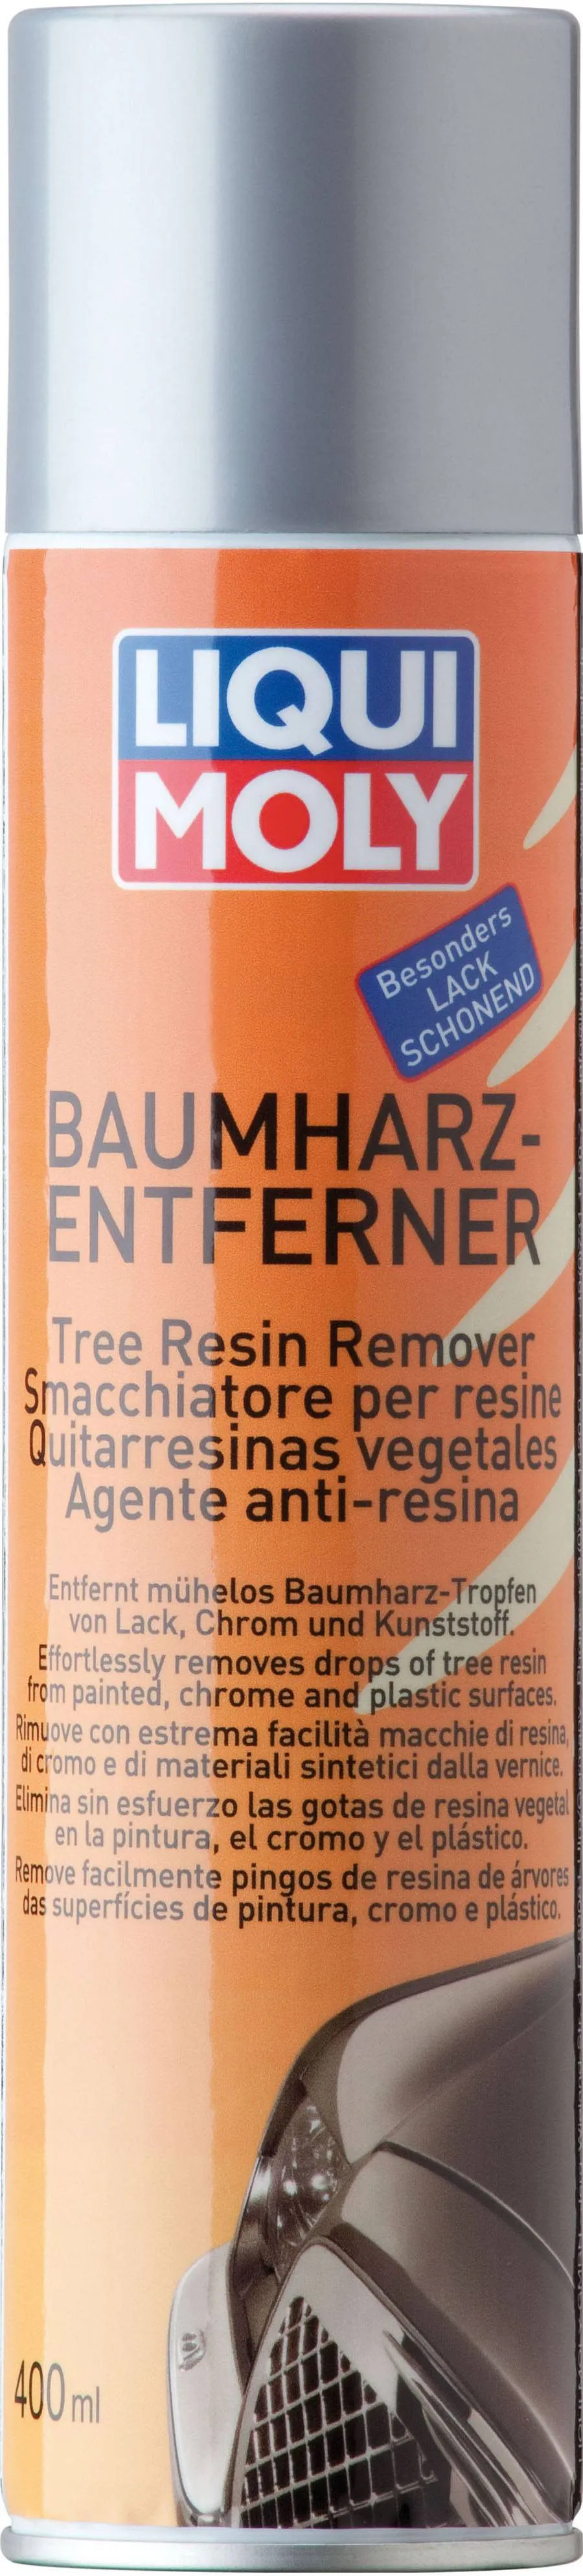 LIQUI
MOLY
Besonders
LACK
SCHONEND
BAUMHARZ-
ENTFERNER
Tree Resin Remover
Smacchiatore per resine
Quitarresinas vegetales
Agente anti-resina
Entfernt mühelos Baumharz-Tropfen
von Lack, Chrom und Kunststoff.
Effortlessly removes drops of tree resin
from painted, chrome and plastic surfaces.
Rimuove con estrema facilità macchie di resina,
di cromo e di materiali sintetici dalla vernice.
Elimina sin esfuerzo las gotas de resina vegetal
en la pintura, el cromo y el plástico.
Remove facilmente pingos de resina de árvores
das superfícies de pintura, cromo e plástico.
400 ml